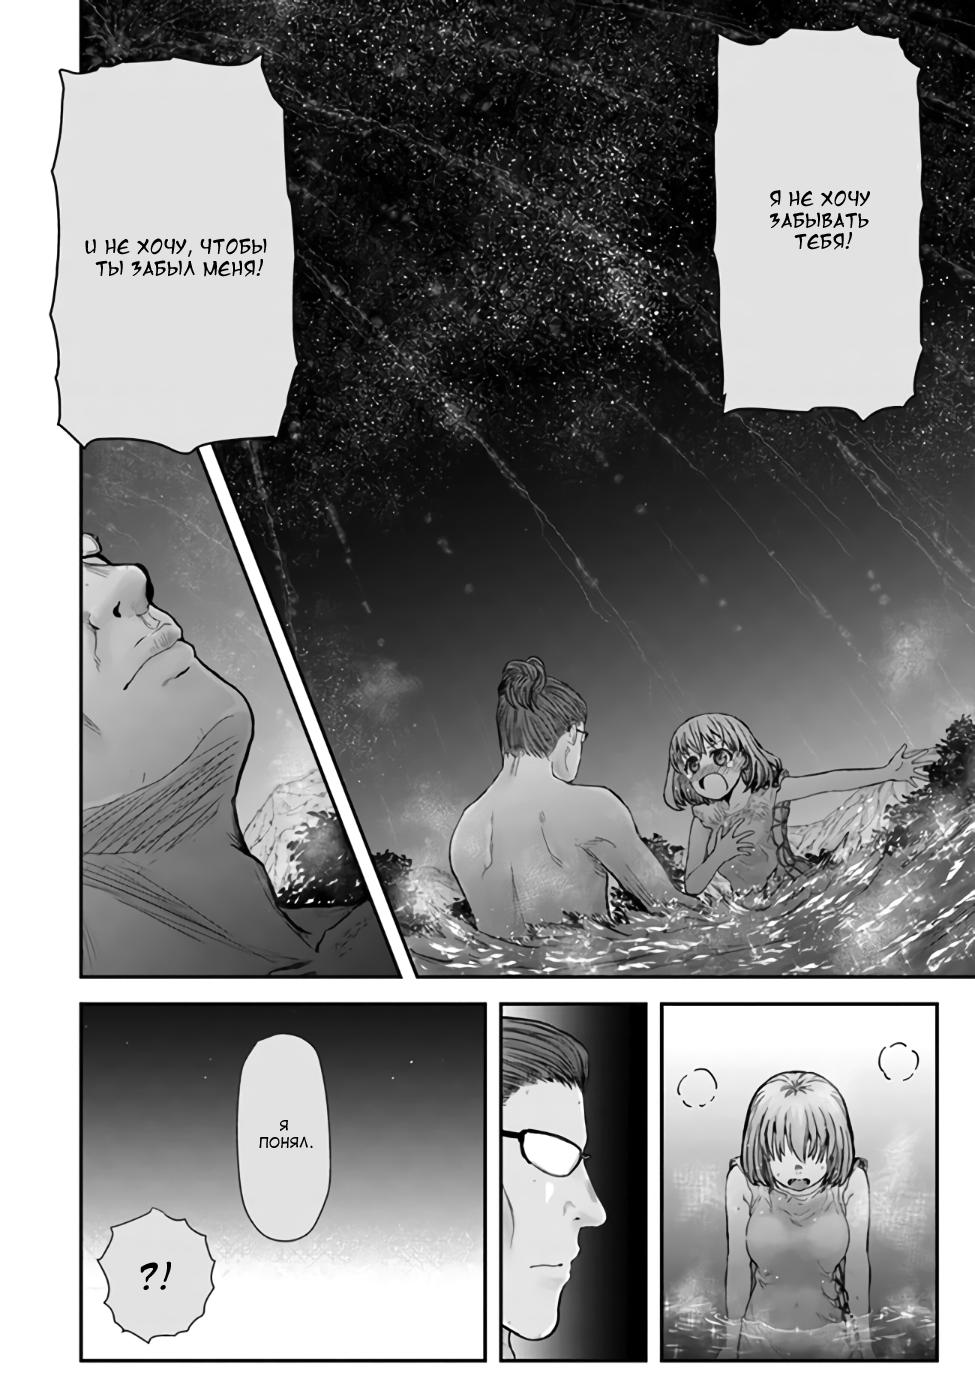 Я НЕ ХОЧУ
ЗАБЫВАТЬ
ТЕБЯ!
И НЕ ХОЧУ, ЧТОБЫ
ТЫ ЗАБЫЛ МЕНЯ!
Я
ПОНЯЛ.
?!